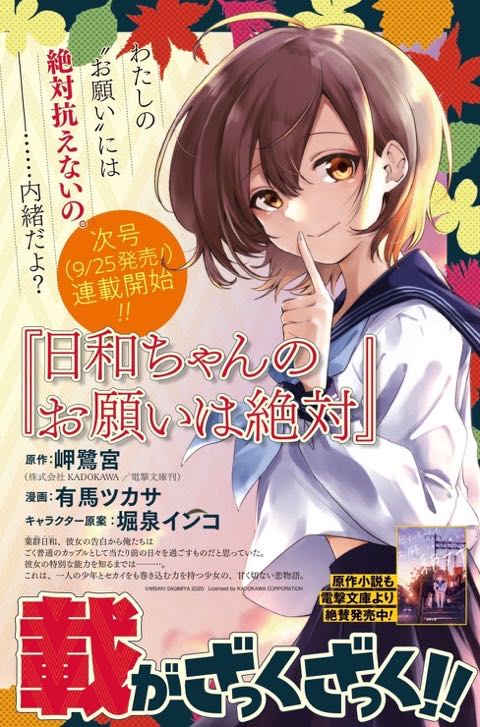 わたしの
〝お願い〟には
絶対抗えないの。
――……内緒だよ？
次号
(9/25発売)
連載開始
!!
『日和ちゃんの
お願いは絶対』
原作：岬鷺宮
(株式会社 KADOKAWA／電撃文庫刊)
漫画：有馬ツカサ
キャラクター原案：堀泉インコ
葉群日和、彼女の告白から俺たちは
ごく普通のカップルとして当たり前の日々を過ごすものだと思っていた。
彼女の特別な能力を知るまでは――――。
これは、一人の少年とセカイをも巻き込む力を持つ少女の、甘く切ない恋物語。
©MISAKI SAGIMIYA 2020 Licensed by KADOKAWA CORPORATION
原作小説も
電撃文庫より
絶賛発売中！
載がざっくざっく!!